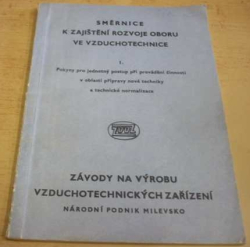 SMĚRNICE
K ZAJIŠTĚNÍ ROZVOJE OBORU
VE VZDUCHOTECHNICE
1.
Pokyny pro jednotný postup při provádění činností
v oblasti přípravy nové techniky
a technické normalizace
ZÁVODY NA VÝROBU
VZDUCHOTECHNICKÝCH ZAŘÍZENÍ
NÁRODNÍ PODNIK MILEVSKO